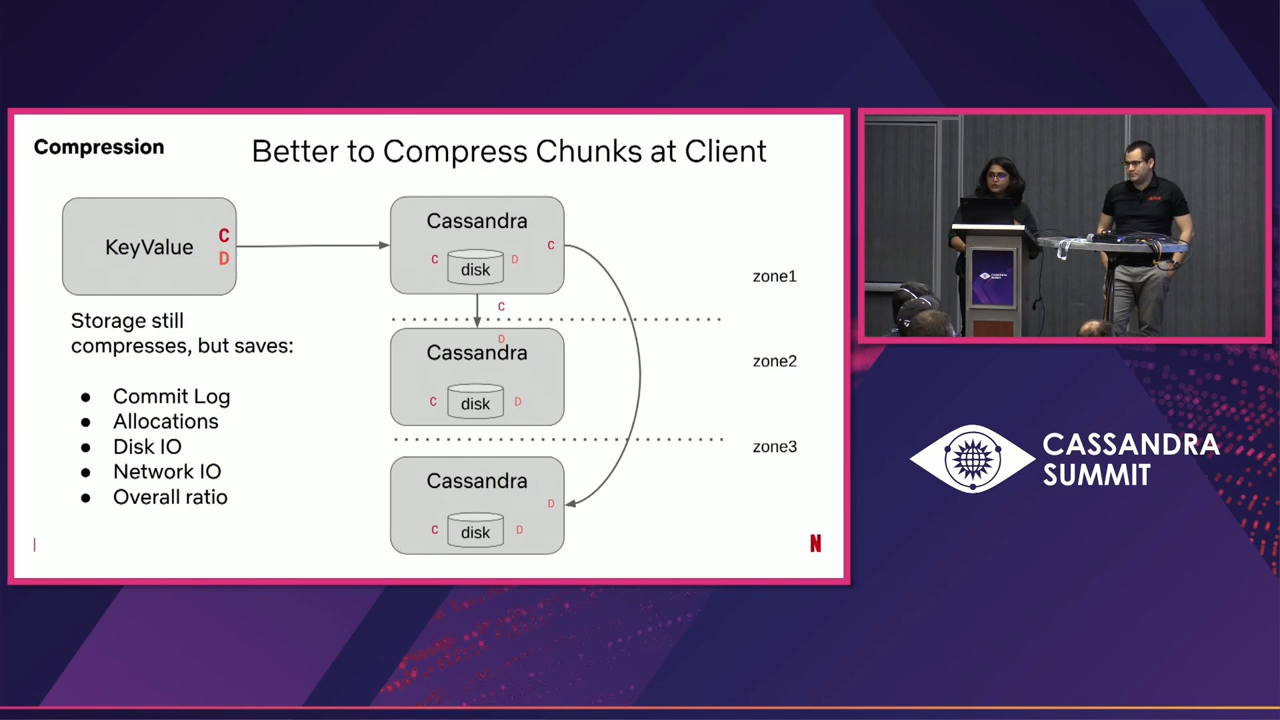 Compression
Better to Compress Chunks at Client
KeyValue
C
D
Storage still
compresses, but saves:
● Commit Log
● Allocations
● Disk IO
● Network IO
● Overall ratio
Cassandra
C
C
disk
D
zone1
C
D
Cassandra
C
disk
D
zone2
zone3
Cassandra
D
C
disk
D
N
CASSANDRA
SUMMIT